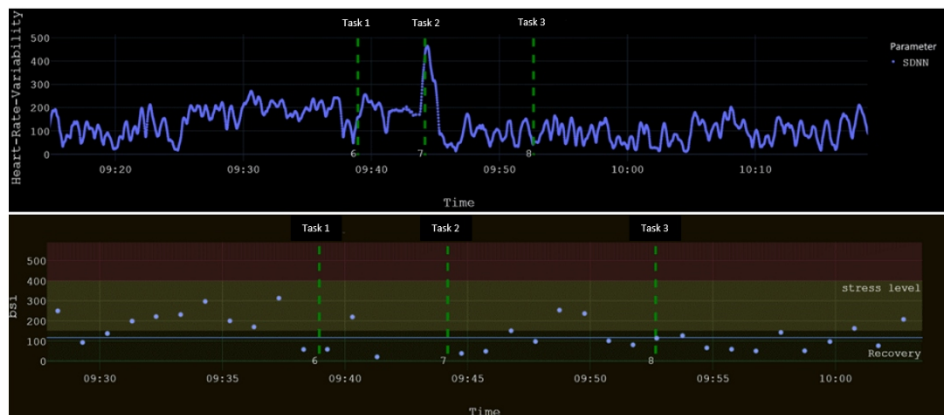 Task 1 Task 2 Task 3
500
400
300
200
100
0
Heart-Rate-Variability
Parameter
SDNN
6 7 8
09:20 09:30 09:40 09:50 10:00 10:10
Time
Task 1 Task 2 Task 3
500
400
300
200
100
0
bsi
stress level
Recovery
6 7 8
09:30 09:35 09:40 09:45 09:50 09:55 10:00
Time